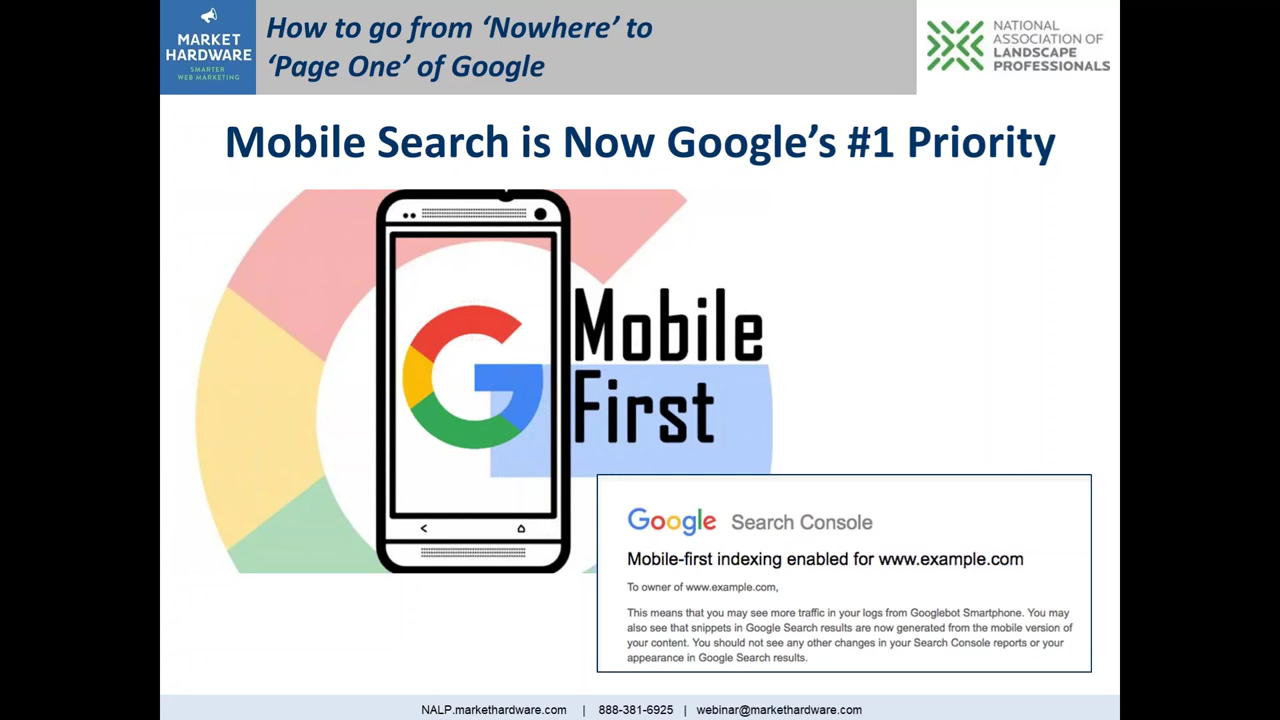 MARKET
HARDWARE
SMARTER
WEB MARKETING
How to go from ‘Nowhere’ to
‘Page One’ of Google
NATIONAL
ASSOCIATION OF
LANDSCAPE
PROFESSIONALS
Mobile Search is Now Google’s #1 Priority
G
Mobile
First
Google Search Console
Mobile-first indexing enabled for www.example.com
To owner of www.example.com,
This means that you may see more traffic in your logs from Googlebot Smartphone. You may
also see that snippets in Google Search results are now generated from the mobile version of
your content. You should not see any other changes in your Search Console reports or your
appearance in Google Search results.
NALP.markethardware.com | 888-381-6925 | webinar@markethardware.com